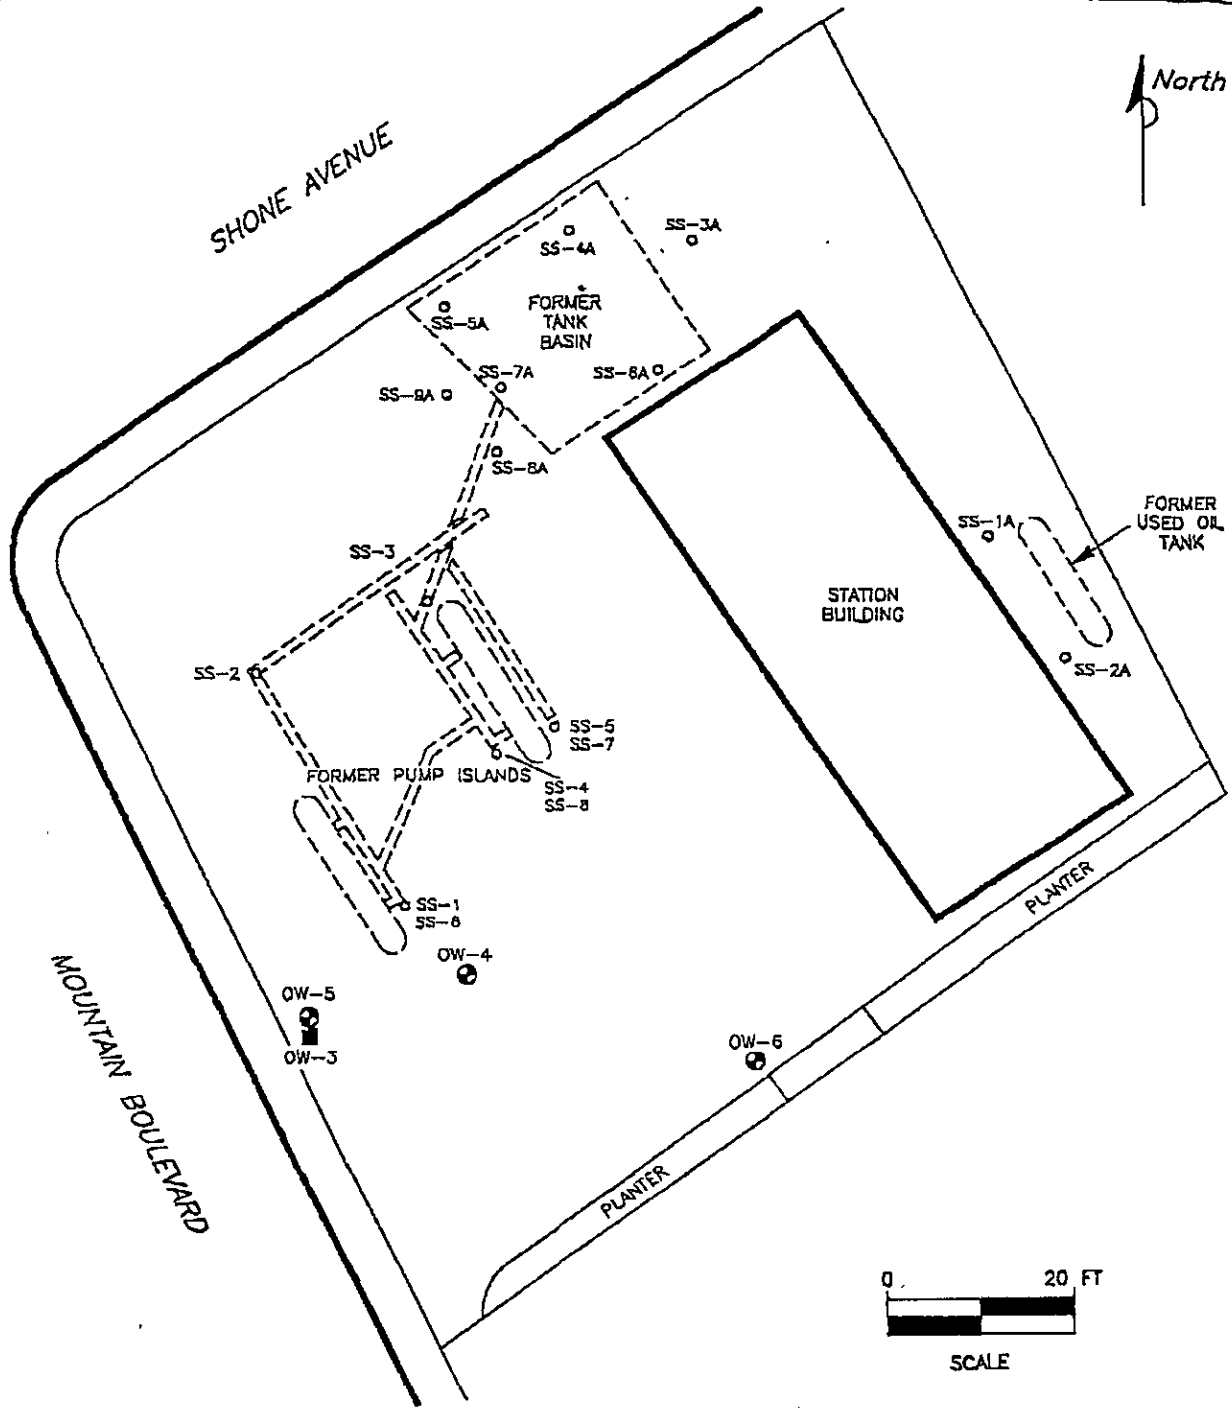 North
SHONE AVENUE
SS-3A
SS-4A
FORMER
TANK
BASIN
SS-5A
SS-6A
SS-7A
SS-9A
SS-8A
SS-3
SS-1A
FORMER
USED OIL
TANK
STATION
BUILDING
SS-2A
SS-2
SS-5
SS-7
FORMER PUMP ISLANDS
SS-4
SS-8
SS-1
SS-6
PLANTER
OW-4
OW-5
OW-3
OW-6
MOUNTAIN BOULEVARD
PLANTER
0 20 FT
SCALE